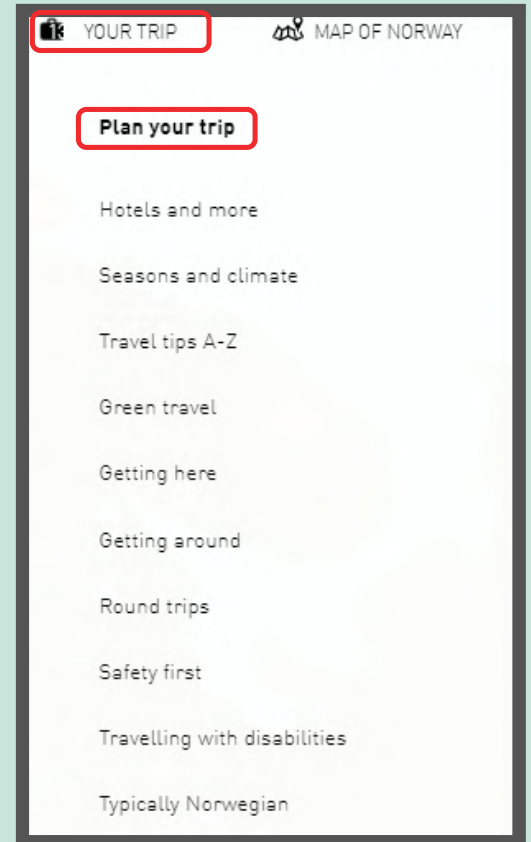 YOUR TRIP MAP OF NORWAY
Plan your trip
Hotels and more
Seasons and climate
Travel tips A-Z
Green travel
Getting here
Getting around
Round trips
Safety first
Travelling with disabilities
Typically Norwegian